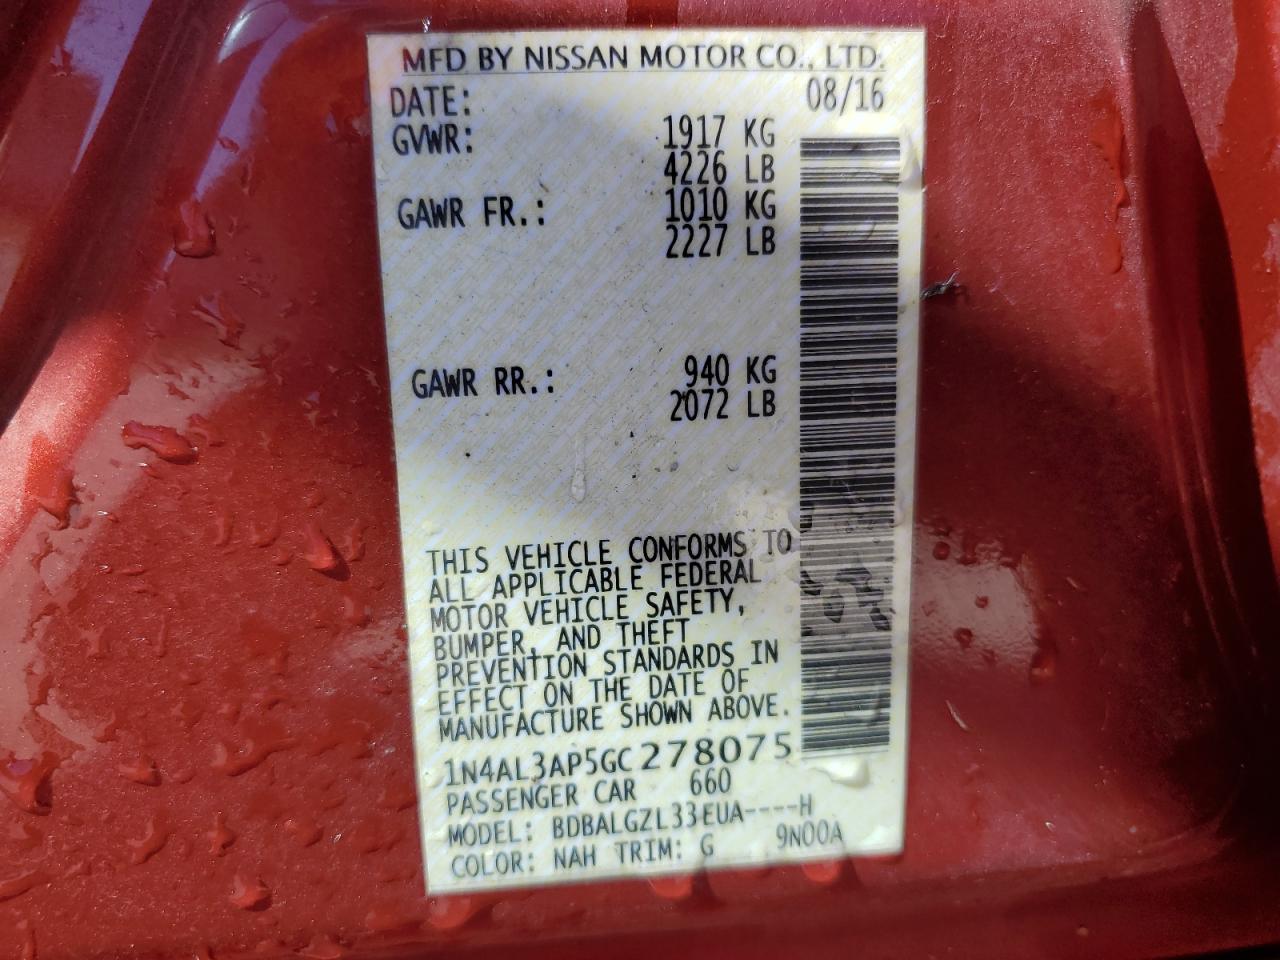 MFD BY NISSAN MOTOR CO., LTD.
DATE: 08/16
GVWR: 1917 KG
4226 LB
GAWR FR.: 1010 KG
2227 LB
GAWR RR.: 940 KG
2072 LB
THIS VEHICLE CONFORMS TO
ALL APPLICABLE FEDERAL
MOTOR VEHICLE SAFETY,
BUMPER, AND THEFT
PREVENTION STANDARDS IN
EFFECT ON THE DATE OF
MANUFACTURE SHOWN ABOVE.
1N4AL3AP5GC278075
PASSENGER CAR 660
MODEL: BDBALGZL33EUA----H
COLOR: NAH TRIM: G 9N00A